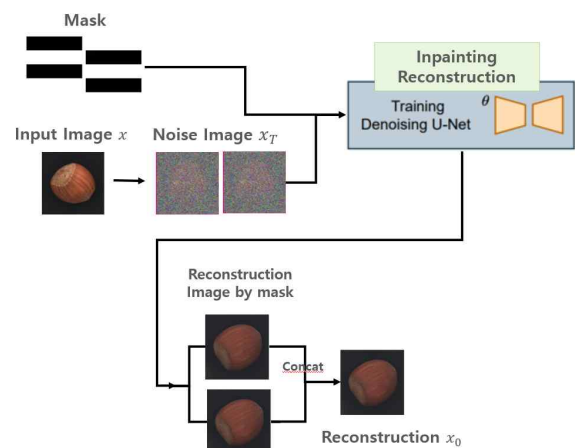 Mask
Inpainting
Reconstruction
Training
Denoising U-Net
θ
Input Image x
Noise Image x_T
Reconstruction
Image by mask
Concat
Reconstruction x_0